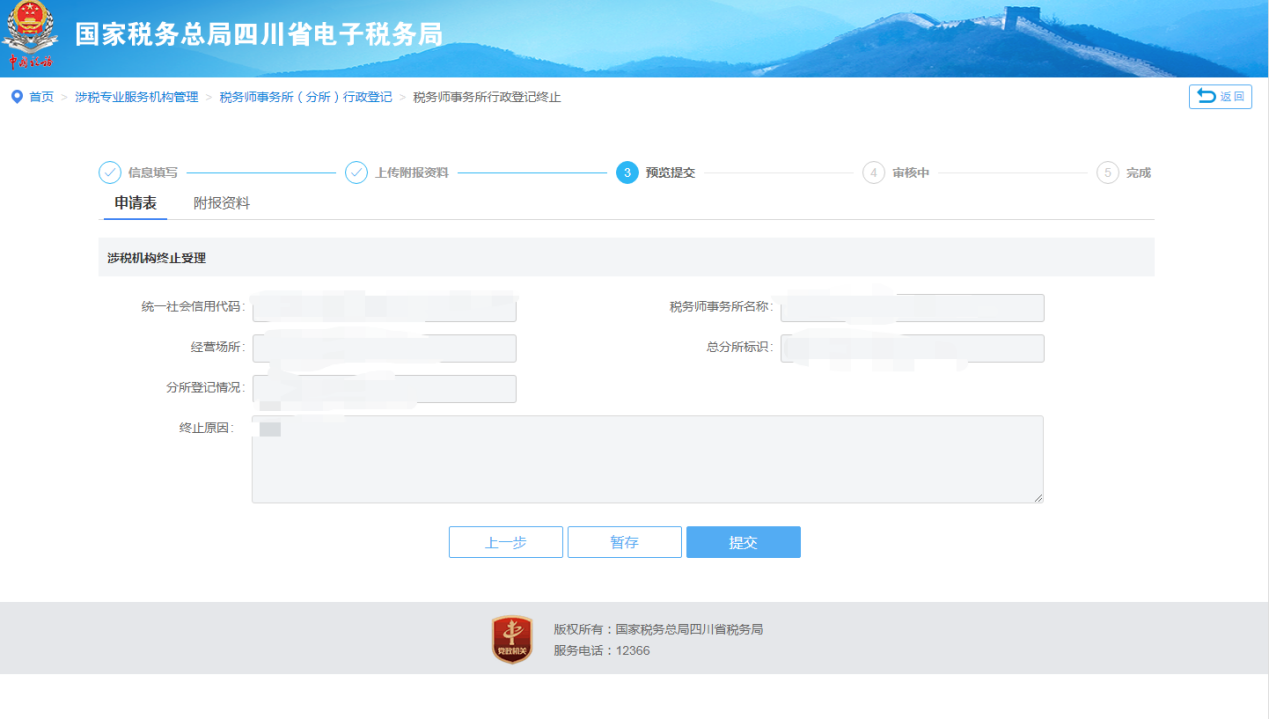 国家税务总局四川省电子税务局
中国税务
首页 > 涉税专业服务机构管理 > 税务师事务所（分所）行政登记 > 税务师事务所行政登记终止
返回
信息填写 上传附报资料 3 预览提交 4 审核中 5 完成
申请表 附报资料
涉税机构终止受理
统一社会信用代码: 税务师事务所名称:
经营场所: 总分所标识:
分所登记情况:
终止原因:
上一步 暂存 提交
党政机关
版权所有：国家税务总局四川省税务局
服务电话：12366